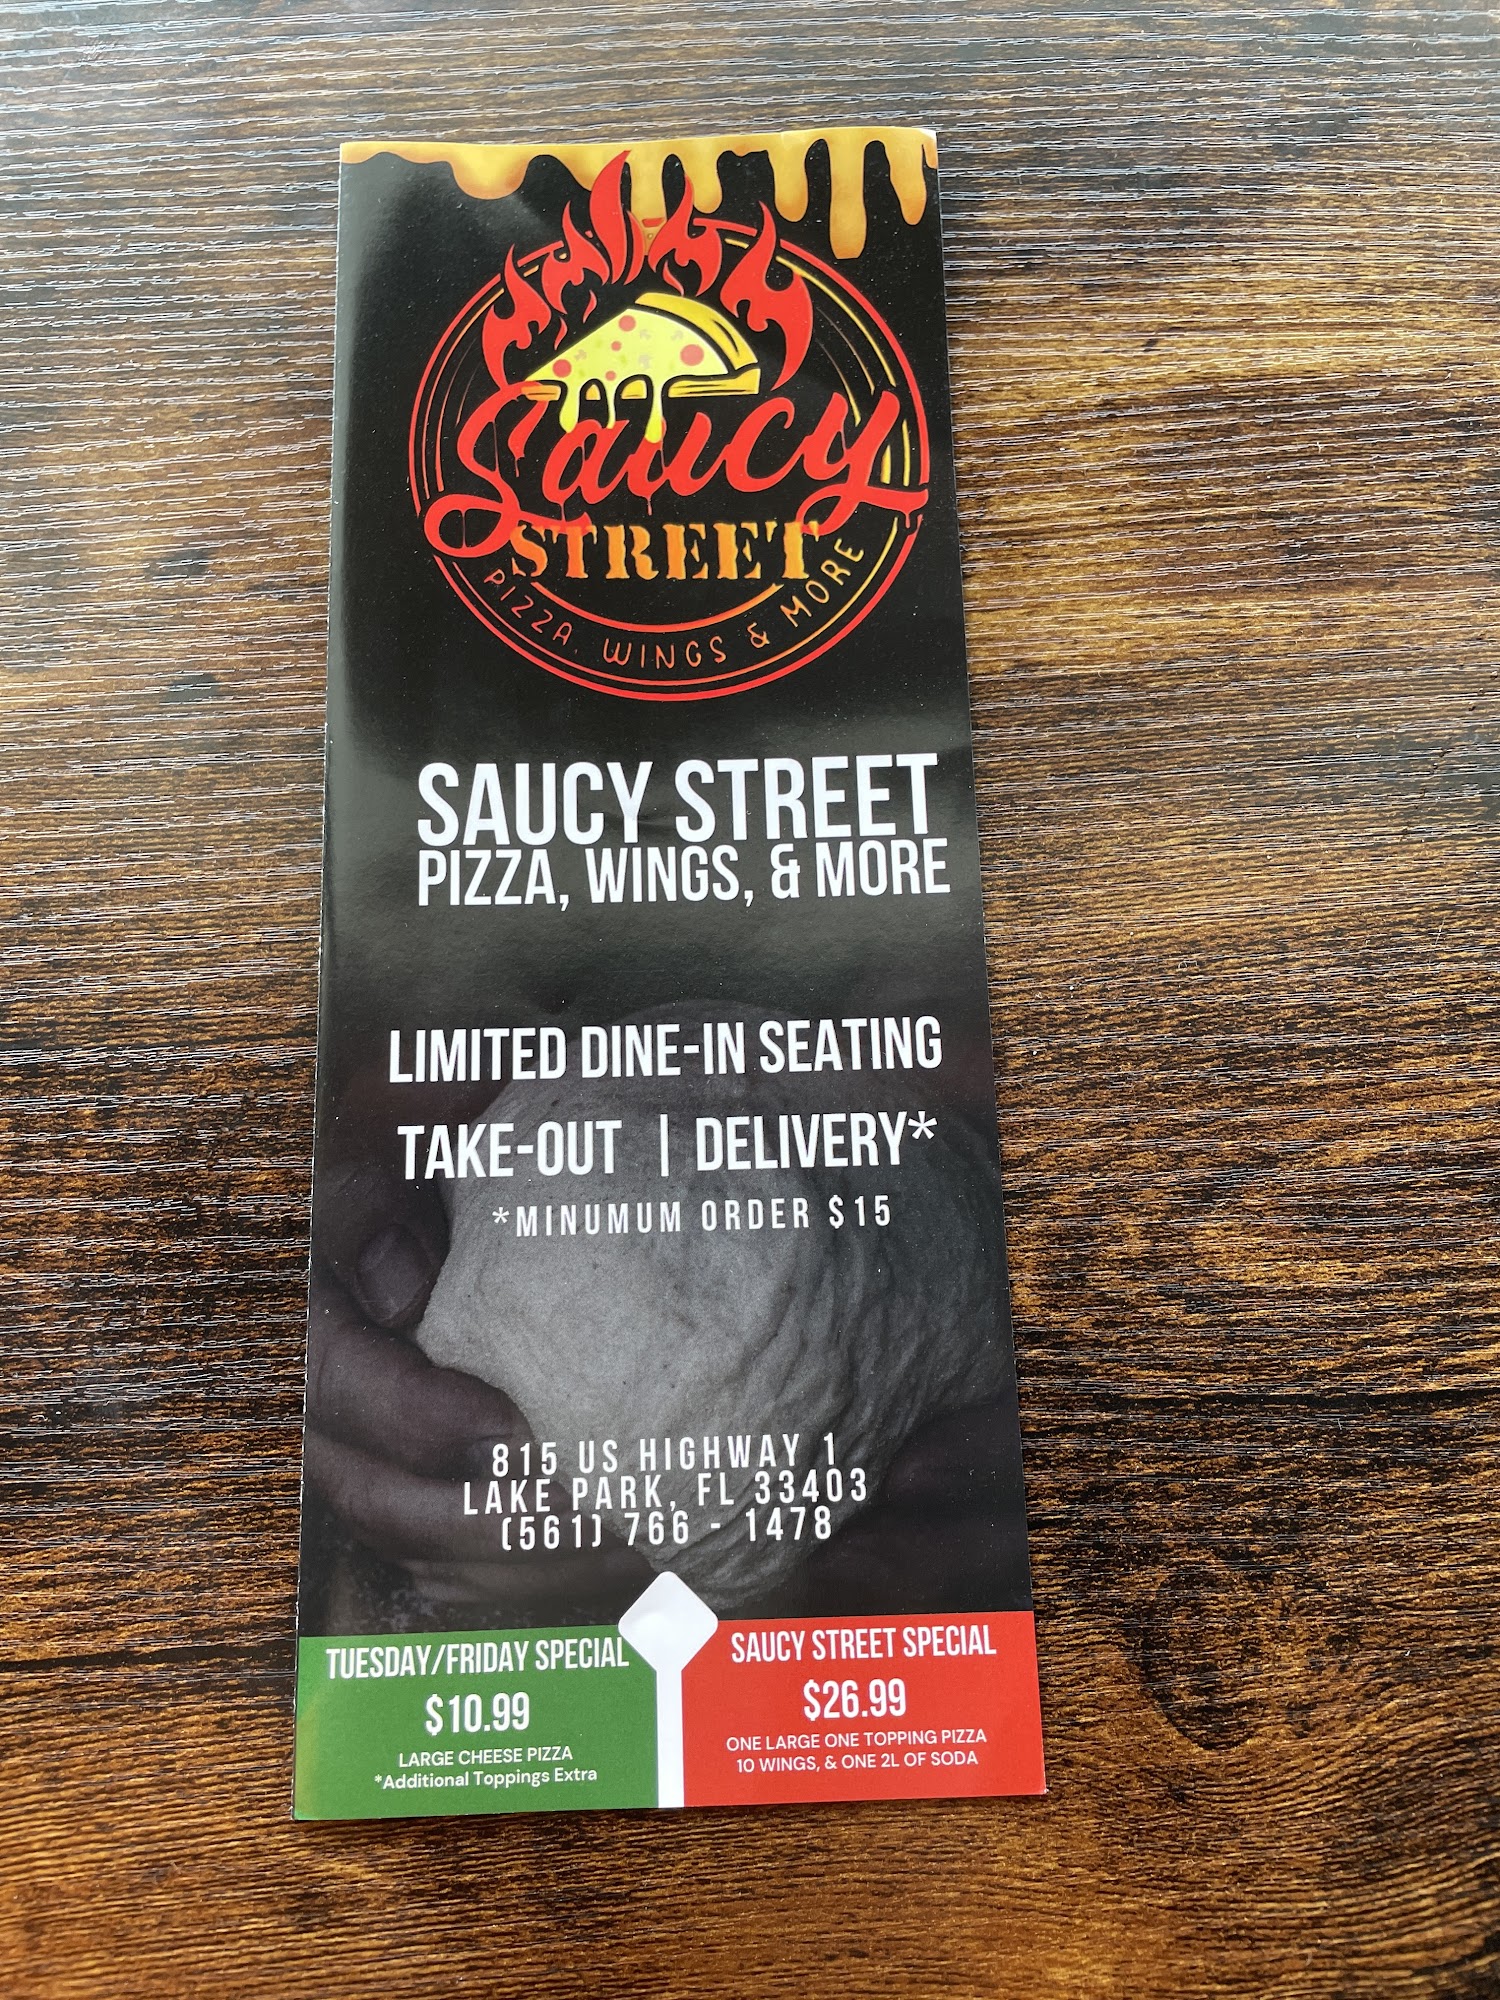 Saucy
STREET
PIZZA, WINGS & MORE
SAUCY STREET
PIZZA, WINGS, & MORE
LIMITED DINE-IN SEATING
TAKE-OUT | DELIVERY*
*MINUMUM ORDER $15
815 US HIGHWAY 1
LAKE PARK, FL 33403
(561) 766 - 1478
TUESDAY/FRIDAY SPECIAL
$10.99
LARGE CHEESE PIZZA
*Additional Toppings Extra
SAUCY STREET SPECIAL
$26.99
ONE LARGE ONE TOPPING PIZZA
10 WINGS, & ONE 2L OF SODA